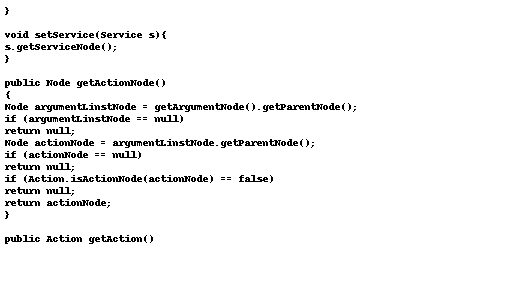 }
void setService(Service s){
s.getServiceNode();
}
public Node getActionNode()
{
Node argumentLinstNode = getArgumentNode().getParentNode();
if (argumentLinstNode == null)
return null;
Node actionNode = argumentLinstNode.getParentNode();
if (actionNode == null)
return null;
if (Action.isActionNode(actionNode) == false)
return null;
return actionNode;
}
public Action getAction()